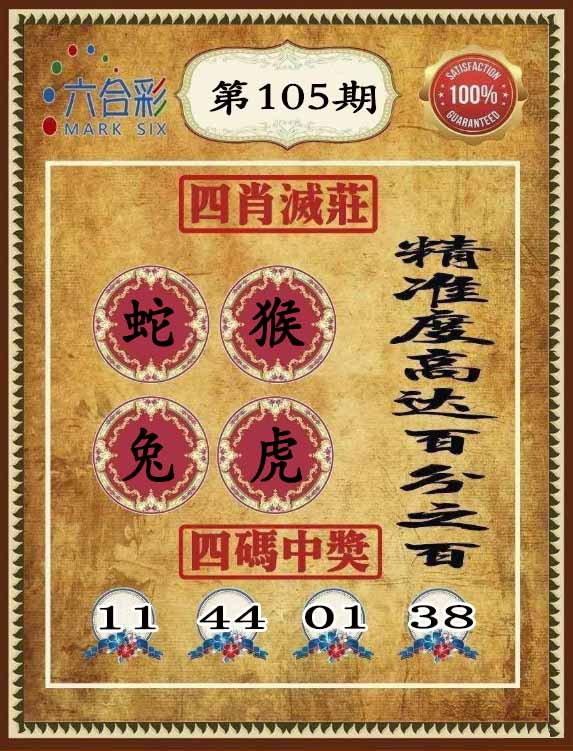 六合彩
MARK SIX
第105期
SATISFACTION
100%
GUARANTEED
四肖滅莊
蛇 猴
兔 虎
精准度高达百分之百
四碼中獎
11 44 01 38